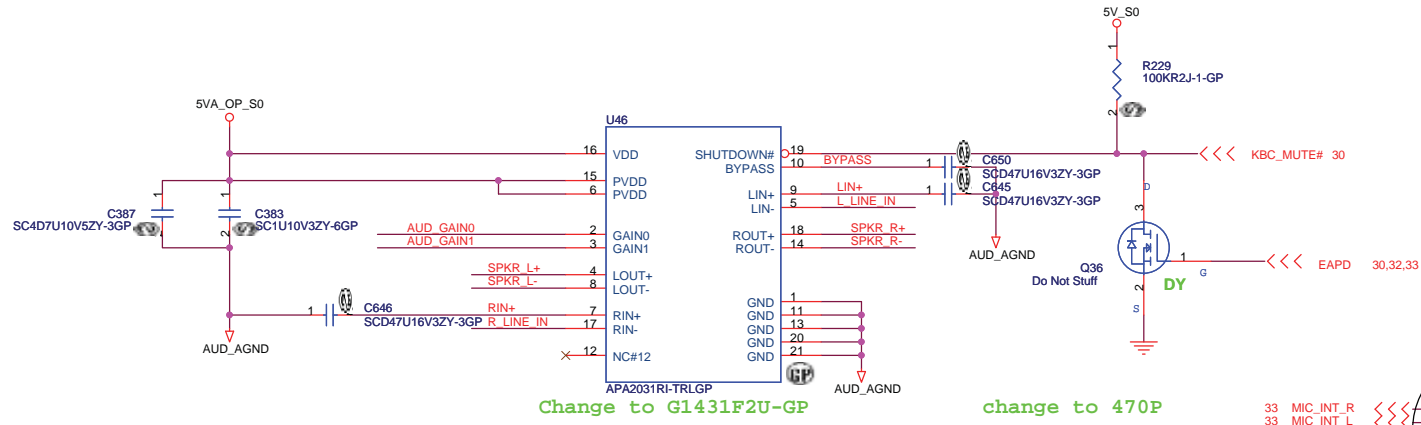 5V_S0
1
R229
100KR2J-1-GP
2
5VA_OP_S0
U46
16 VDD
SHUTDOWN# 19
KBC_MUTE# 30
BYPASS 10 BYPASS 1
C650
SCD47U16V3ZY-3GP
15 PVDD
6 PVDD
LIN+ 9 LIN+ 1
C645
SCD47U16V3ZY-3GP
LIN- 5 L_LINE_IN
1 1
C387
SC4D7U10V5ZY-3GP
2
C383
SC1U10V3ZY-6GP
2
AUD_GAIN0 2 GAIN0
AUD_GAIN1 3 GAIN1
ROUT+ 18 SPKR_R+
ROUT- 14 SPKR_R-
AUD_AGND
D
3
Q36
Do Not Stuff
1
G
EAPD 30,32,33
DY
2
S
SPKR_L+ 4 LOUT+
SPKR_L- 8 LOUT-
1
C646
SCD47U16V3ZY-3GP
RIN+ 7 RIN+
R_LINE_IN 17 RIN-
GND 1
GND 11
GND 13
GND 20
GND 21
AUD_AGND
12 NC#12
GP
AUD_AGND
APA2031RI-TRLGP
Change to G1431F2U-GP
change to 470P
33 MIC_INT_R
33 MIC_INT_L